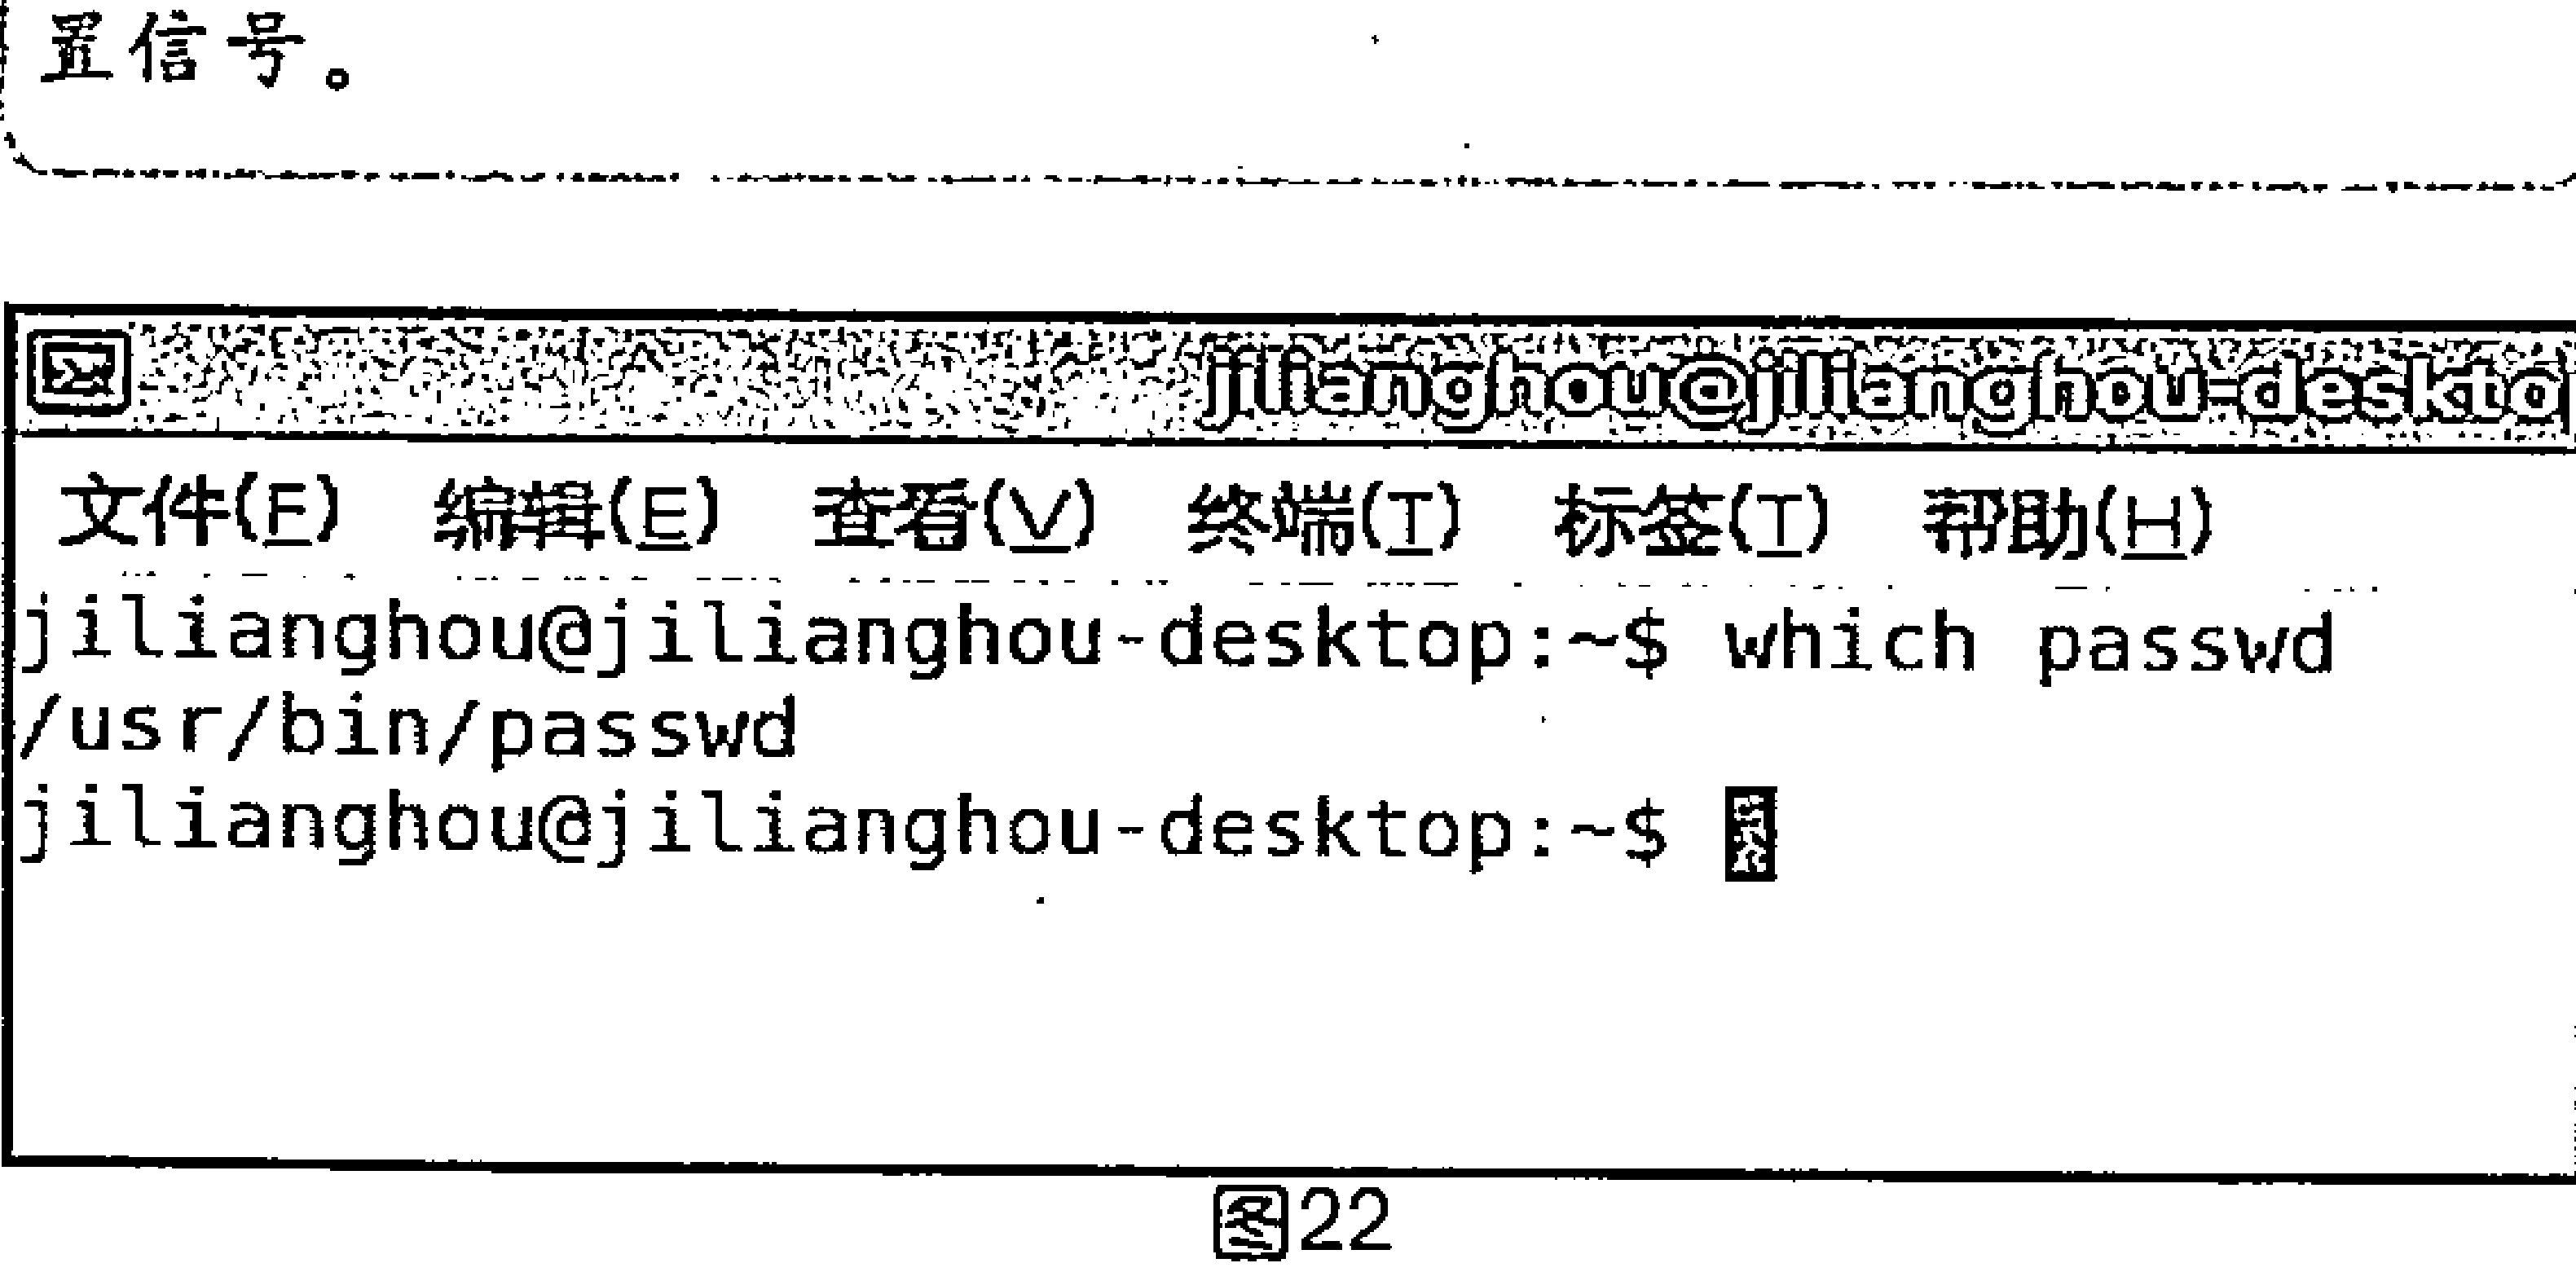 置信号。
jilianghou@jilianghou-deskto
文件(F) 编辑(E) 查看(V) 终端(T) 标签(T) 帮助(H)
jilianghou@jilianghou-desktop:~$ which passwd
/usr/bin/passwd
jilianghou@jilianghou-desktop:~$
图22